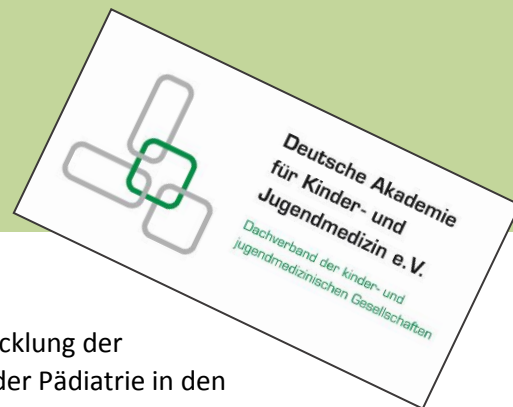 Deutsche Akademie
für Kinder- und
Jugendmedizin e.V.
Dachverband der kinder- und
jugendmedizinischen Gesellschaften
cklung der
der Pädiatrie in den